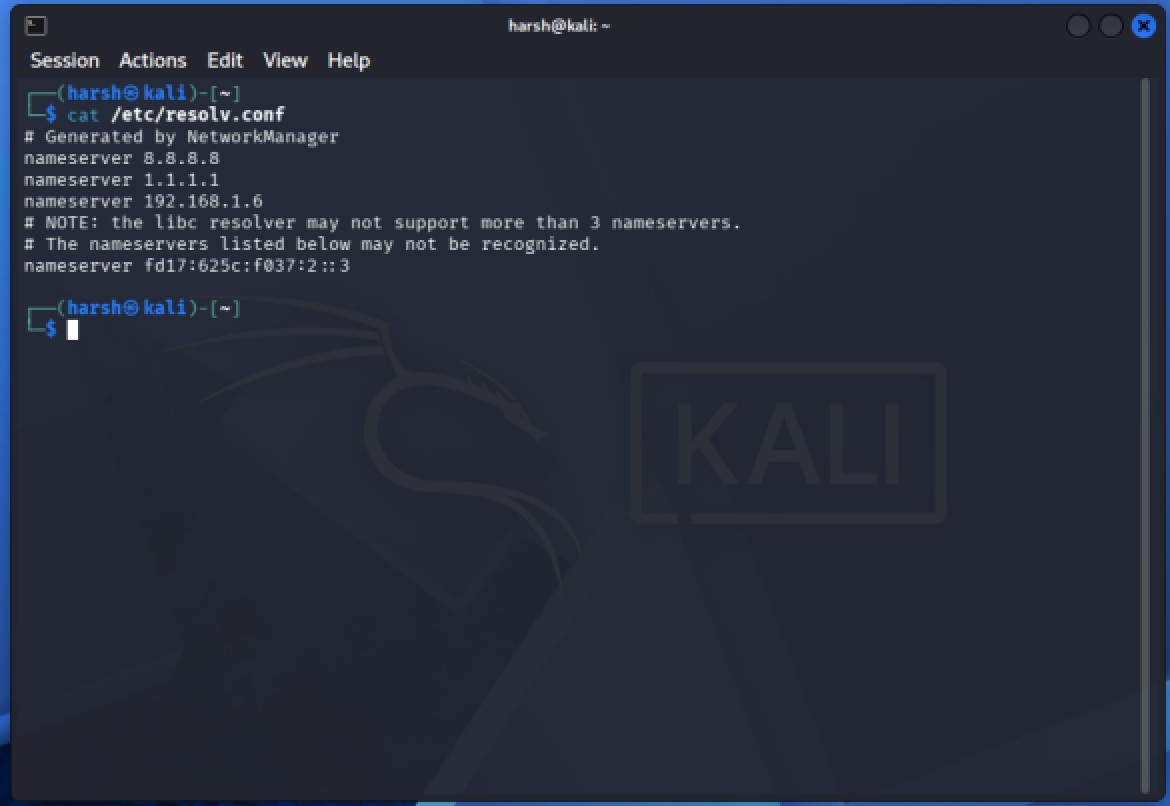 harsh@kali: ~
Session Actions Edit View Help
┌──(harsh㉿kali)-[~]
└─$ cat /etc/resolv.conf
# Generated by NetworkManager
nameserver 8.8.8.8
nameserver 1.1.1.1
nameserver 192.168.1.6
# NOTE: the libc resolver may not support more than 3 nameservers.
# The nameservers listed below may not be recognized.
nameserver fd17:625c:f037:2::3
┌──(harsh㉿kali)-[~]
└─$
KALI